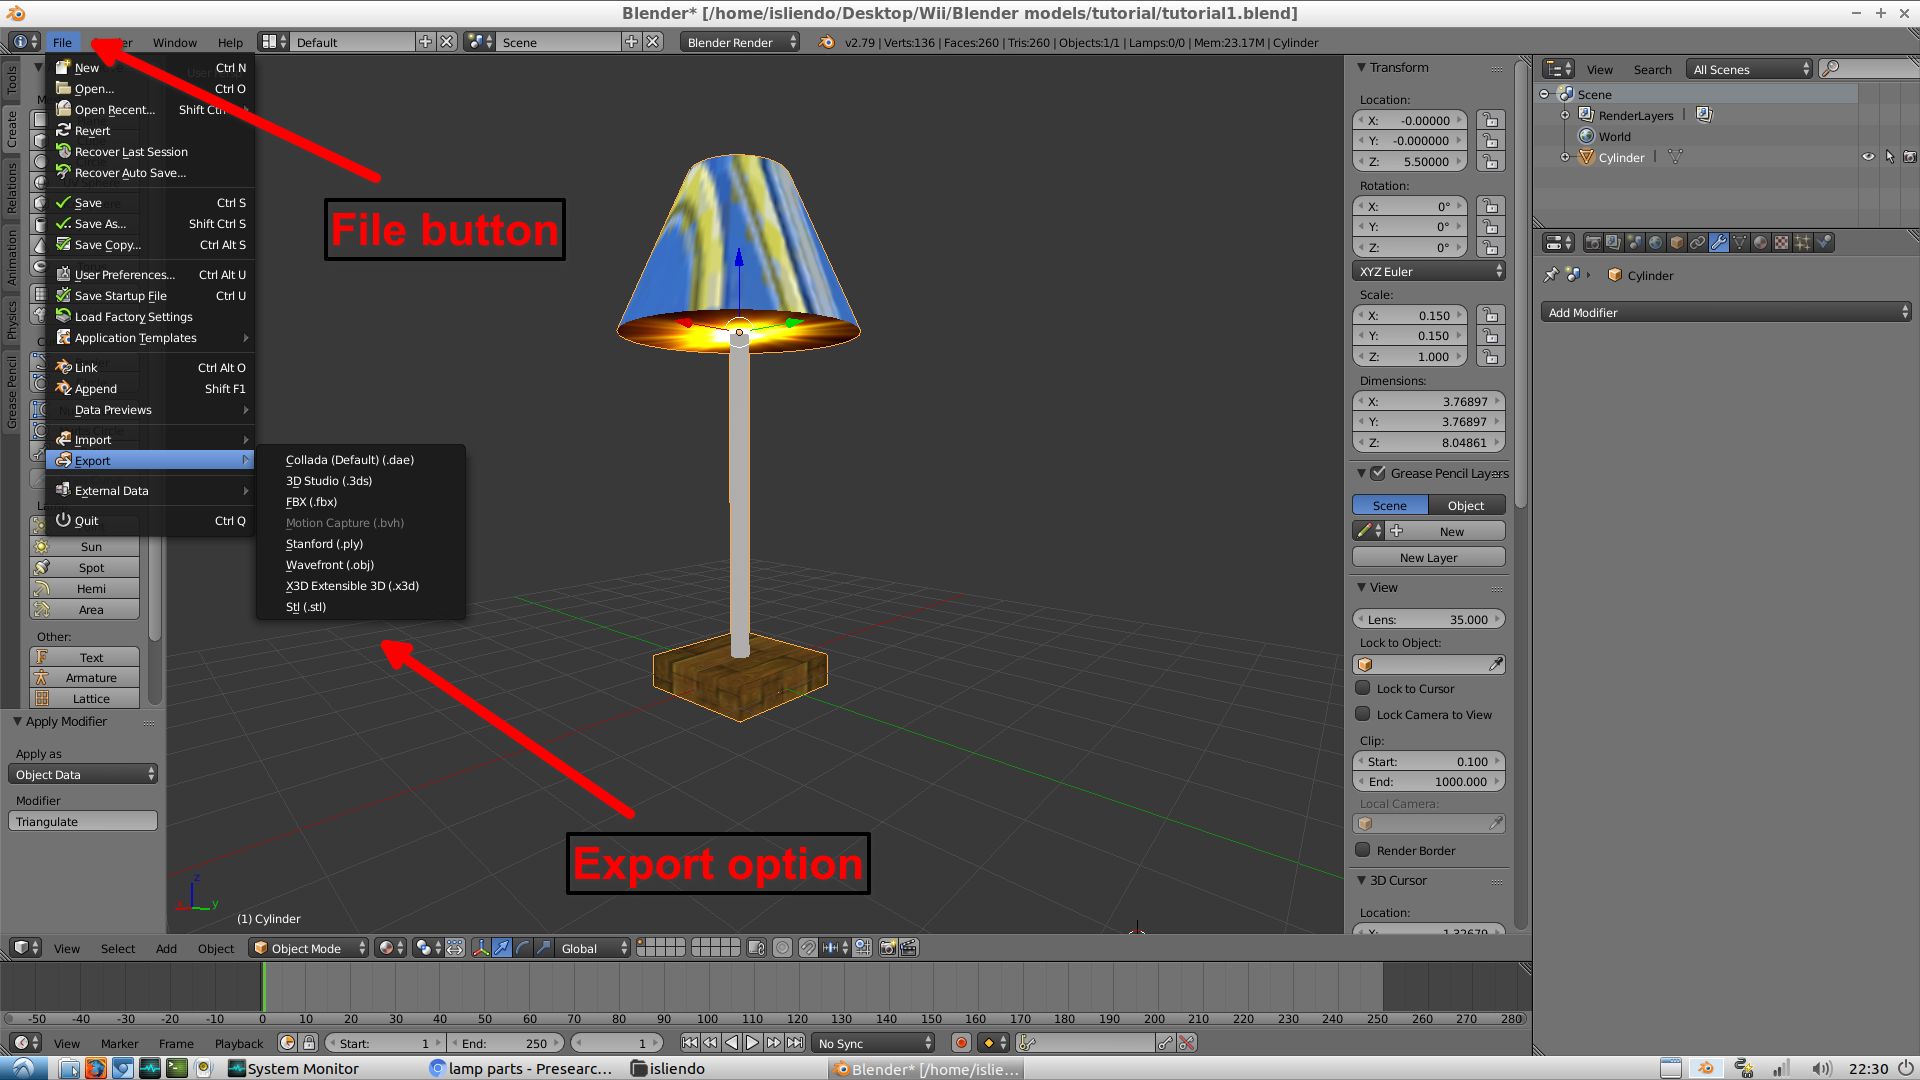 Blender* [/home/isliendo/Desktop/Wii/Blender models/tutorial/tutorial1.blend]
File Window Help Default Scene Blender Render v2.79 | Verts:136 | Faces:260 | Tris:260 | Objects:1/1 | Lamps:0/0 | Mem:23.17M | Cylinder
New Ctrl N
Open... Ctrl O
Open Recent... Shift Ctr
Revert
Recover Last Session
Recover Auto Save...
Save Ctrl S
Save As... Shift Ctrl S
Save Copy... Ctrl Alt S
User Preferences... Ctrl Alt U
Save Startup File Ctrl U
Load Factory Settings
Application Templates
Link Ctrl Alt O
Append Shift F1
Data Previews
Import
Export
External Data
Quit Ctrl Q
Collada (Default) (.dae)
3D Studio (.3ds)
FBX (.fbx)
Motion Capture (.bvh)
Stanford (.ply)
Wavefront (.obj)
X3D Extensible 3D (.x3d)
Stl (.stl)
Tools
Create
Relations
Animation
Physics
Grease Pencil
Sun
Spot
Hemi
Area
Other:
Text
Armature
Lattice
Apply Modifier
Apply as
Object Data
Modifier
Triangulate
File button
Export option
z
x y
(1) Cylinder
Transform
Location:
X: -0.00000
Y: -0.000000
Z: 5.50000
Rotation:
X: 0°
Y: 0°
Z: 0°
XYZ Euler
Scale:
X: 0.150
Y: 0.150
Z: 1.000
Dimensions:
X: 3.76897
Y: 3.76897
Z: 8.04861
Grease Pencil Layers
Scene Object
New
New Layer
View
Lens: 35.000
Lock to Object:
Lock to Cursor
Lock Camera to View
Clip:
Start: 0.100
End: 1000.000
Local Camera:
Render Border
3D Cursor
Location:
X: 1.32679
View Search All Scenes
Scene
RenderLayers |
World
Cylinder |
Cylinder
Add Modifier
View Select Add Object Object Mode Global
-50 -40 -30 -20 -10 0 10 20 30 40 50 60 70 80 90 100 110 120 130 140 150 160 170 180 190 200 210 220 230 240 250 260 270 280
View Marker Frame Playback Start: 1 End: 250 1 No Sync
System Monitor lamp parts - Presearc... isliendo Blender* [/home/islie... 22:30